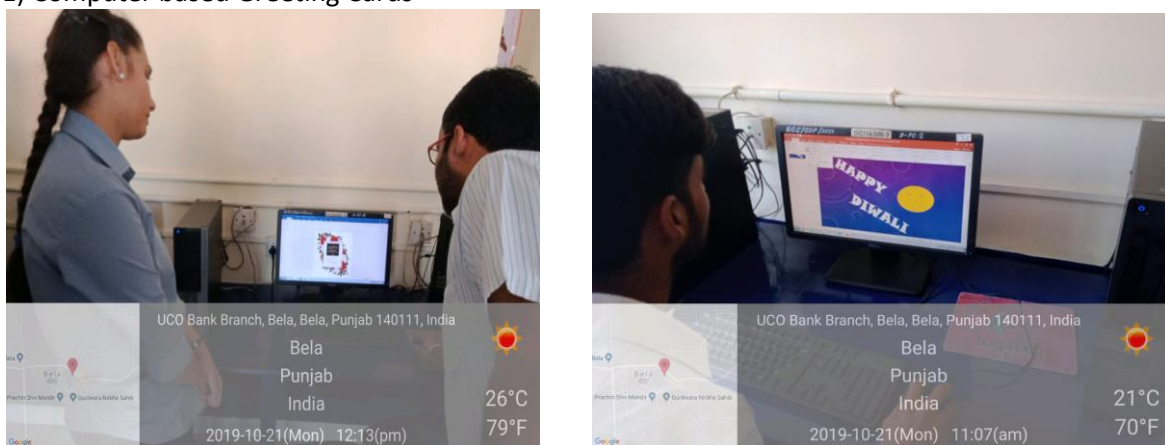 2) Computer based Greeting Cards
UCO Bank Branch, Bela, Bela, Punjab 140111, India
Bela
Punjab
India
2019-10-21(Mon) 12:13(pm)
26°C
79°F
Google
HAPPY
DIWALI
UCO Bank Branch, Bela, Bela, Punjab 140111, India
Bela
Punjab
India
2019-10-21(Mon) 11:07(am)
21°C
70°F
Google